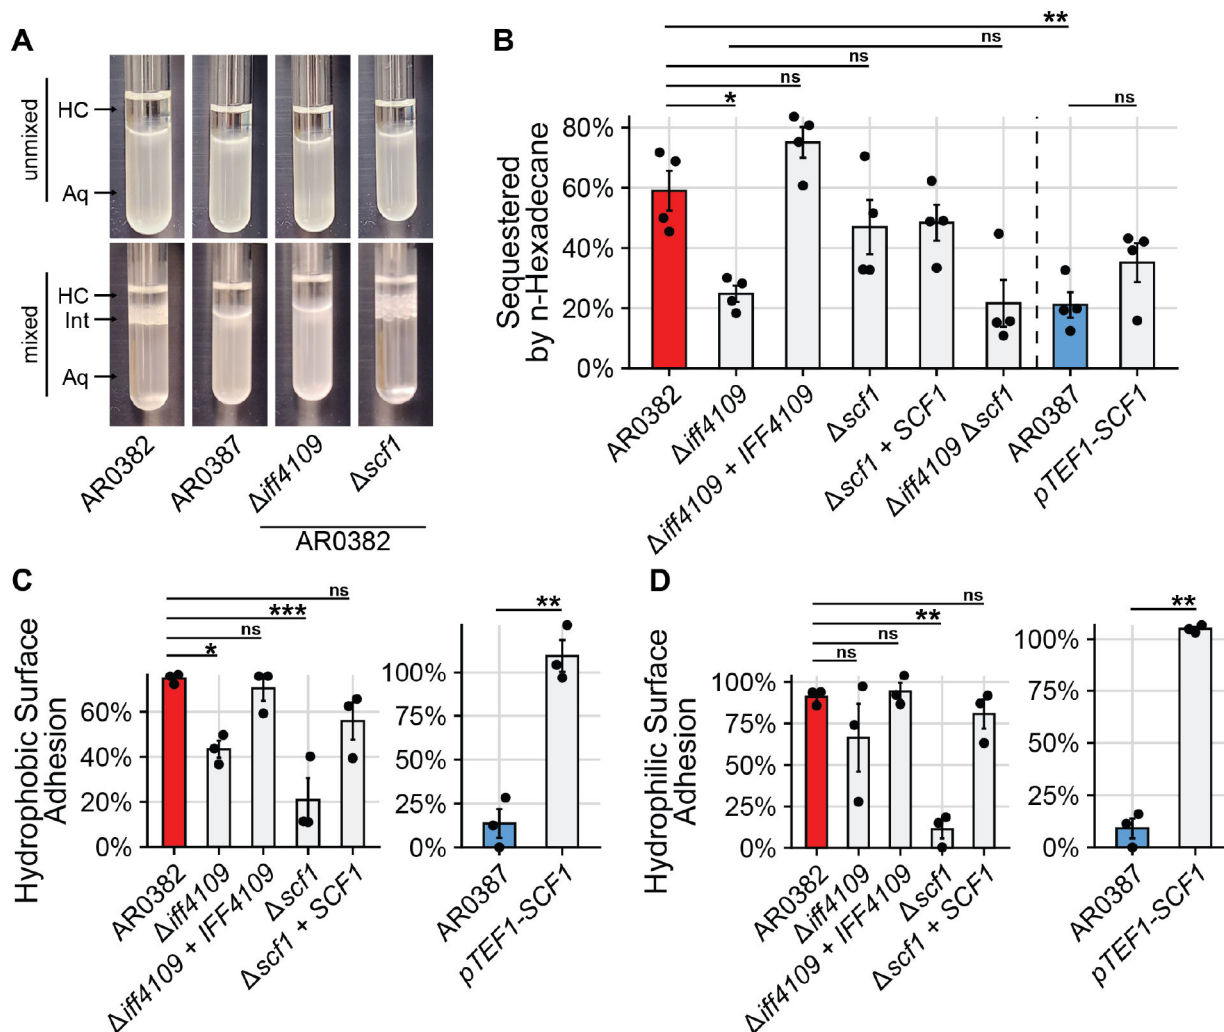 A
unmixed
HC
Aq
mixed
HC
Int
Aq
AR0382
AR0387
Δiff4109
Δscf1
AR0382
B
**
ns
ns
ns
*
ns
Sequestered
by n-Hexadecane
80%
60%
40%
20%
0%
AR0382
Δiff4109
Δiff4109 + IFF4109
Δscf1
Δscf1 + SCF1
Δiff4109 Δscf1
AR0387
pTEF1-SCF1
C
ns
***
ns
*
Hydrophobic Surface
Adhesion
60%
40%
20%
0%
AR0382
Δiff4109
Δiff4109 + IFF4109
Δscf1
Δscf1 + SCF1
**
100%
75%
50%
25%
0%
AR0387
pTEF1-SCF1
D
ns
**
ns
ns
Hydrophilic Surface
Adhesion
100%
75%
50%
25%
0%
AR0382
Δiff4109
Δiff4109 + IFF4109
Δscf1
Δscf1 + SCF1
**
100%
50%
0%
AR0387
pTEF1-SCF1